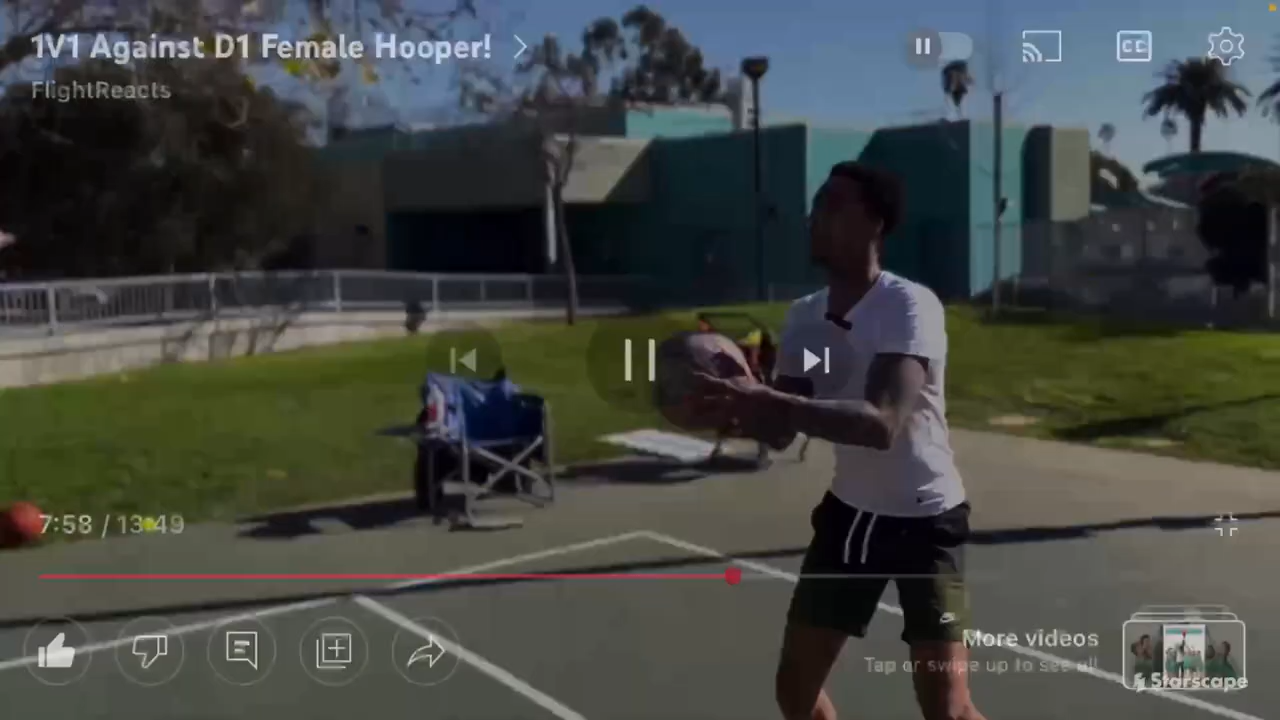 1V1 Against D1 Female Hooper!
FlightReacts
CC
7:58 / 13:49
More videos
Tap or swipe up to see all
Starscape